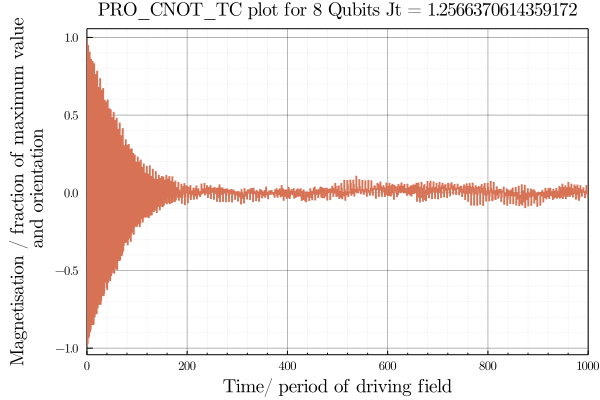 PRO_CNOT_TC plot for 8 Qubits Jt = 1.2566370614359172
Magnetisation / fraction of maximum value
and orientation
1.0
0.5
0.0
−0.5
−1.0
0 200 400 600 800 1000
Time/ period of driving field